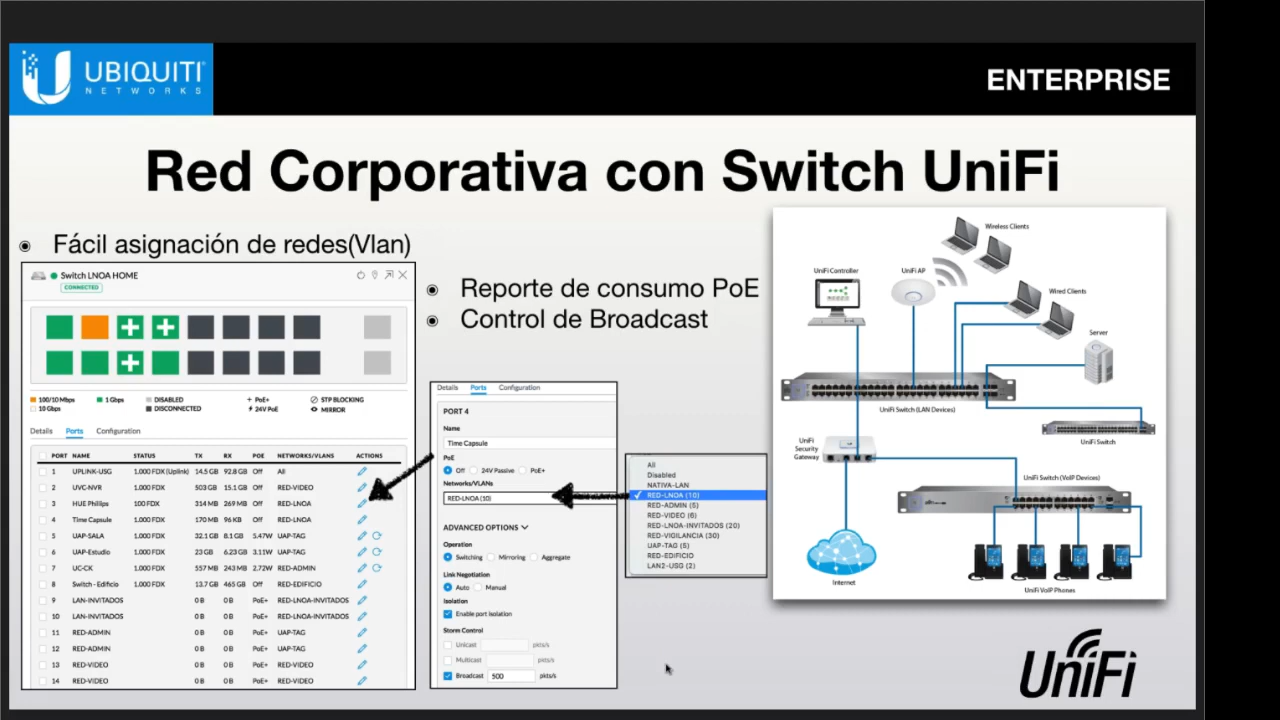 UBIQUITI
NETWORKS
ENTERPRISE
Red Corporativa con Switch UniFi
Fácil asignación de redes(Vlan)
Reporte de consumo PoE
Control de Broadcast
Switch LNOA HOME
CONNECTED
100/10 Mbps
1 Gbps
DISABLED
PoE+
STP BLOCKING
10 Gbps
DISCONNECTED
24V PoE
MIRROR
Details Ports Configuration
PORT NAME STATUS TX RX POE NETWORKS/VLANS ACTIONS
1 UPLINK-USG 1.000 FDX (Uplink) 14.5 GB 92.8 GB Off All
2 UVC-NVR 1.000 FDX 503 GB 15.1 GB Off RED-VIDEO
3 HUE Phillips 100 FDX 314 MB 269 MB Off RED-LNOA
4 Time Capsule 1.000 FDX 170 MB 96 KB Off RED-LNOA
5 UAP-SALA 1.000 FDX 32.1 GB 8.1 GB 5.47W UAP-TAG
6 UAP-Estudio 1.000 FDX 23 GB 6.23 GB 3.11W UAP-TAG
7 UC-CK 1.000 FDX 557 MB 243 MB 2.72W RED-ADMIN
8 Switch - Edificio 1.000 FDX 13.7 GB 465 GB Off RED-EDIFICIO
9 LAN-INVITADOS 0 B 0 B PoE+ RED-LNOA-INVITADOS
10 LAN-INVITADOS 0 B 0 B PoE+ RED-LNOA-INVITADOS
11 RED-ADMIN 0 B 0 B PoE+ UAP-TAG
12 RED-ADMIN 0 B 0 B PoE+ UAP-TAG
13 RED-VIDEO 0 B 0 B PoE+ RED-VIDEO
14 RED-VIDEO 0 B 0 B PoE+ RED-VIDEO
Details Ports Configuration
PORT 4
Name
Time Capsule
PoE
Off 24V Passive PoE+
Networks/VLANs
RED-LNOA (10)
ADVANCED OPTIONS
Operation
Switching Mirroring Aggregate
Link Negotiation
Auto Manual
Isolation
Enable port isolation
Storm Control
Unicast pkts/s
Multicast pkts/s
Broadcast 500 pkts/s
All
Disabled
NATIVA-LAN
RED-LNOA (10)
RED-ADMIN (5)
RED-VIDEO (6)
RED-LNOA-INVITADOS (20)
RED-VIGILANCIA (30)
UAP-TAG (5)
RED-EDIFICIO
LAN2-USG (2)
Wireless Clients
UniFi Controller
UniFi AP
Wired Clients
Server
UniFi Switch (LAN Devices)
UniFi Switch
UniFi
Security
Gateway
UniFi Switch (VoIP Devices)
Internet
UniFi VoIP Phones
UniFi